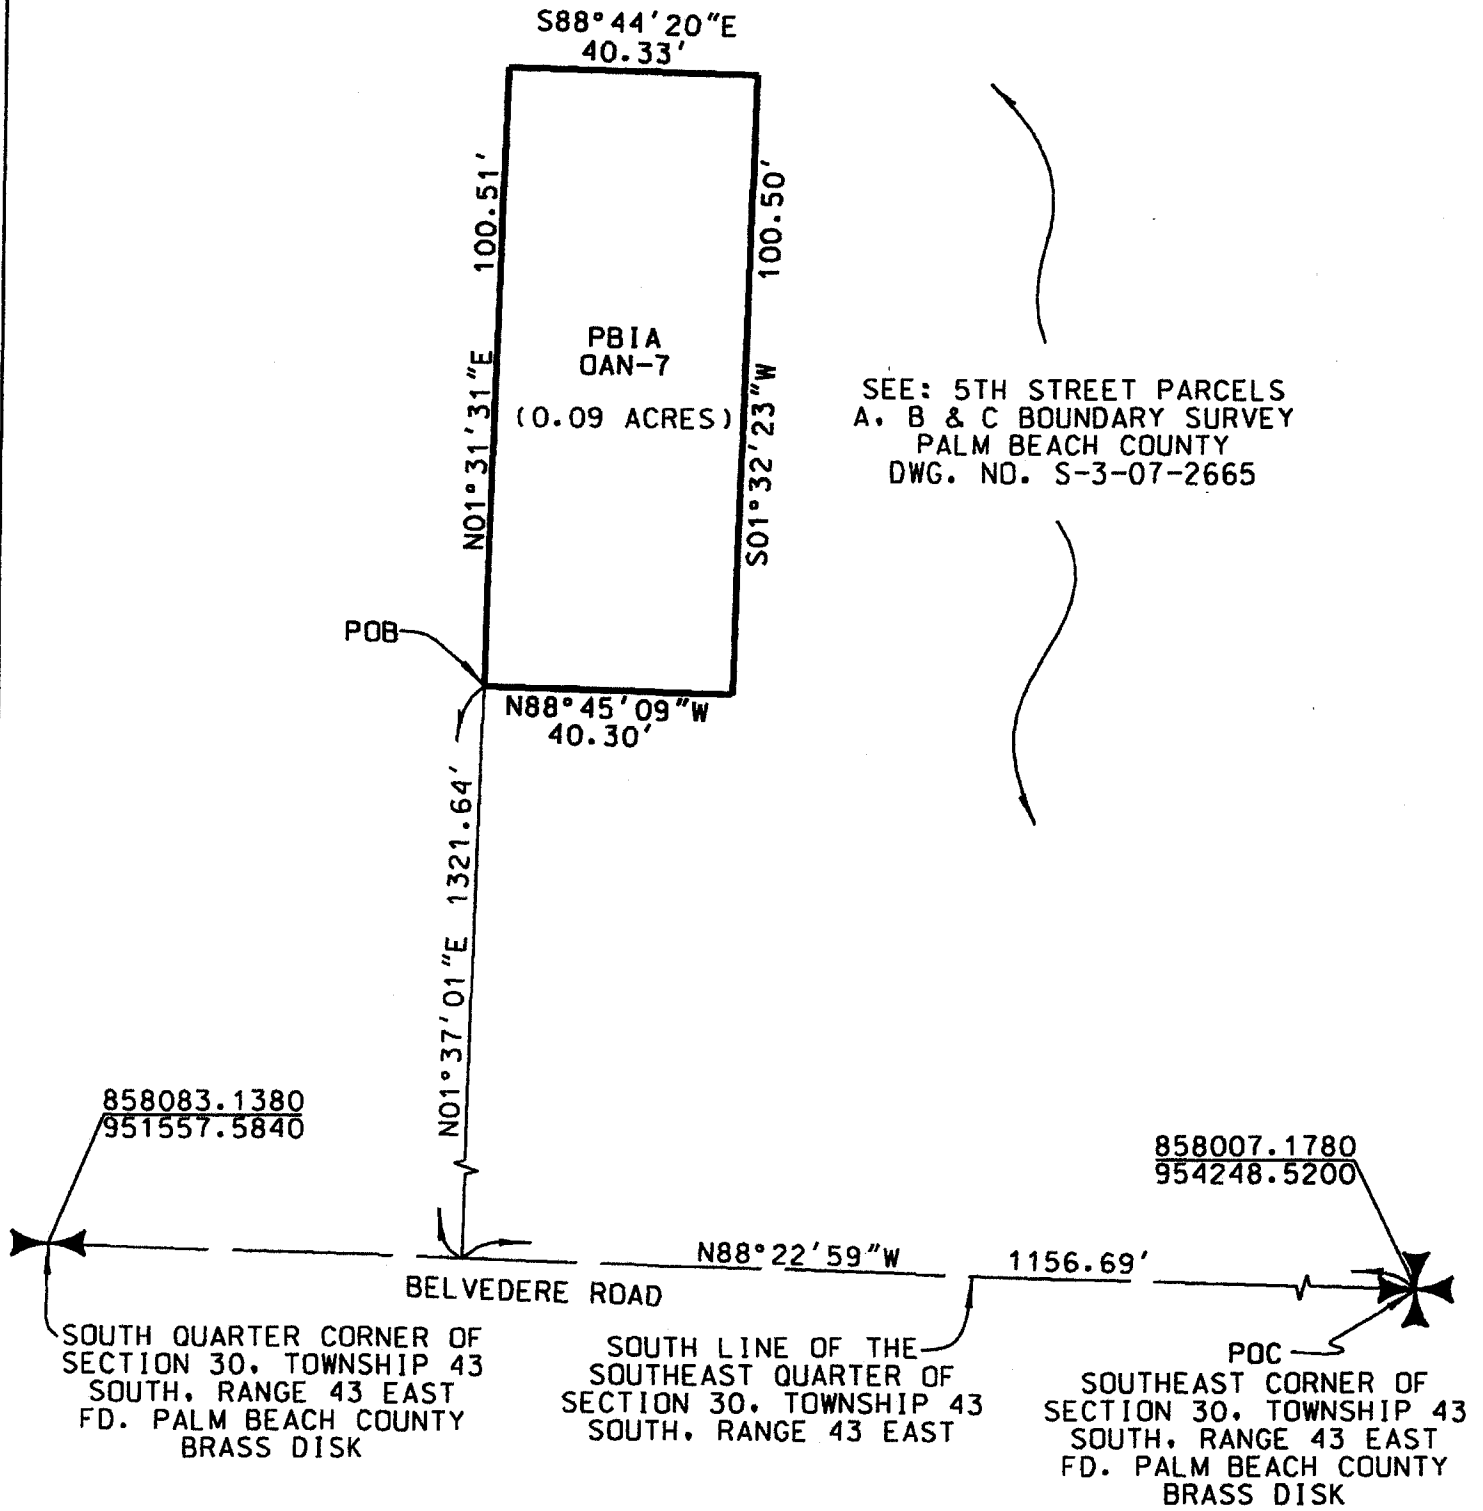 S88°44'20"E
40.33'
N01°31'31"E 100.51'
S01°32'23"W 100.50'
PBIA
OAN-7
(0.09 ACRES)
SEE: 5TH STREET PARCELS
A, B & C BOUNDARY SURVEY
PALM BEACH COUNTY
DWG. NO. S-3-07-2665
POB
N88°45'09"W
40.30'
N01°37'01"E 1321.64'
858083.1380
951557.5840
858007.1780
954248.5200
N88°22'59"W 1156.69'
BELVEDERE ROAD
SOUTH QUARTER CORNER OF
SECTION 30, TOWNSHIP 43
SOUTH, RANGE 43 EAST
FD. PALM BEACH COUNTY
BRASS DISK
SOUTH LINE OF THE
SOUTHEAST QUARTER OF
SECTION 30, TOWNSHIP 43
SOUTH, RANGE 43 EAST
POC
SOUTHEAST CORNER OF
SECTION 30, TOWNSHIP 43
SOUTH, RANGE 43 EAST
FD. PALM BEACH COUNTY
BRASS DISK